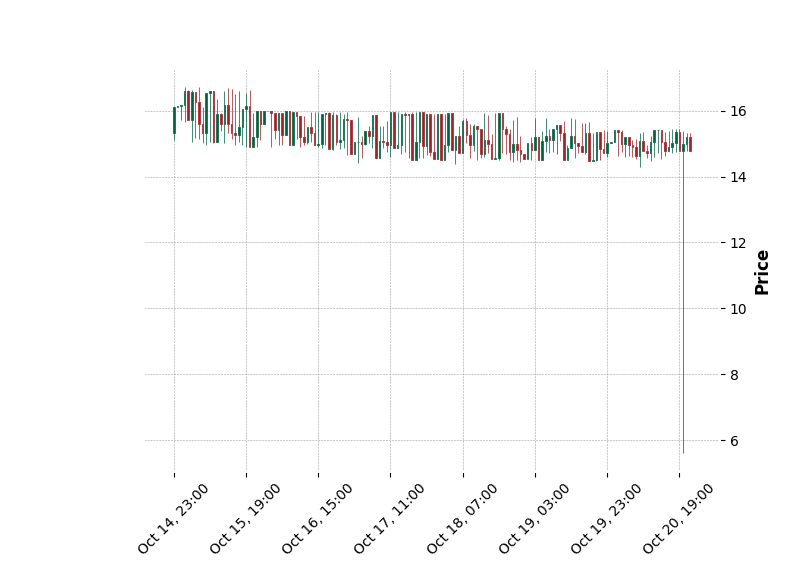 16
14
12
10
8
6
Price
Oct 14, 23:00
Oct 15, 19:00
Oct 16, 15:00
Oct 17, 11:00
Oct 18, 07:00
Oct 19, 03:00
Oct 19, 23:00
Oct 20, 19:00